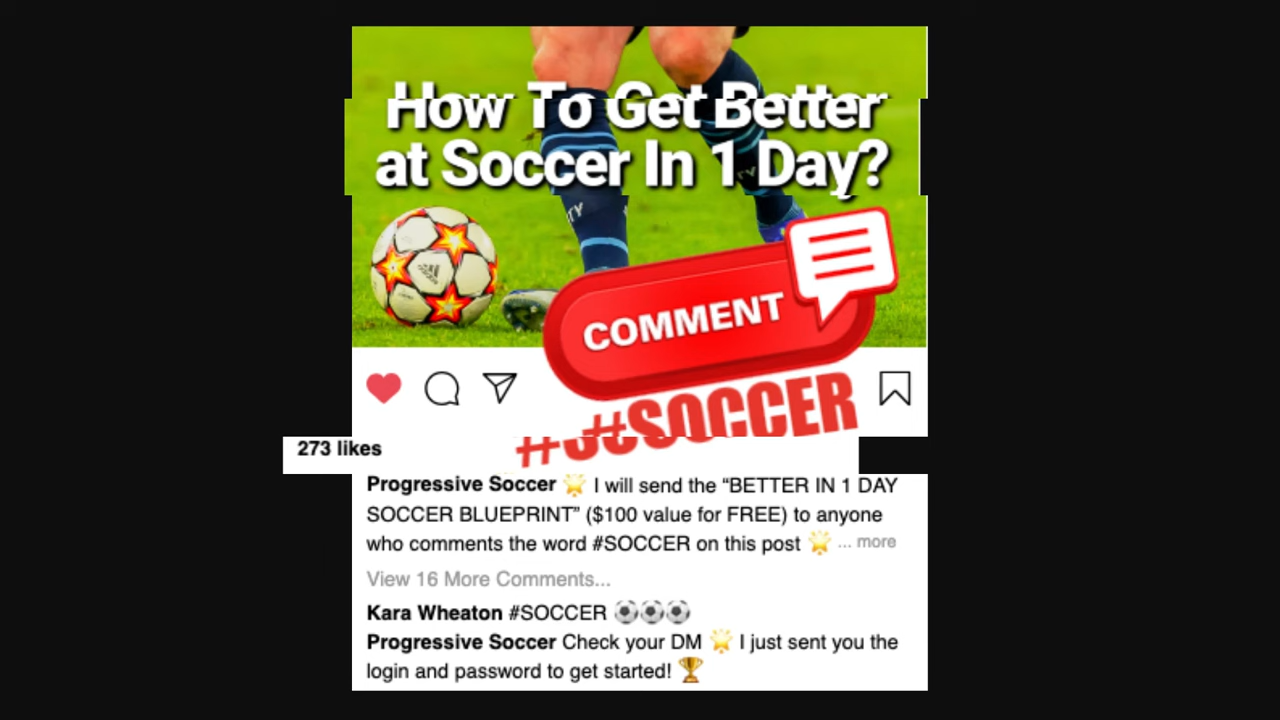 How To Get Better
at Soccer In 1 Day?
TY
TY
COMMENT
##SOCCER
273 likes
Progressive Soccer 🌟 I will send the “BETTER IN 1 DAY
SOCCER BLUEPRINT” ($100 value for FREE) to anyone
who comments the word #SOCCER on this post 🌟 ... more
View 16 More Comments...
Kara Wheaton #SOCCER ⚽⚽⚽
Progressive Soccer Check your DM 🌟 I just sent you the
login and password to get started! 🏆